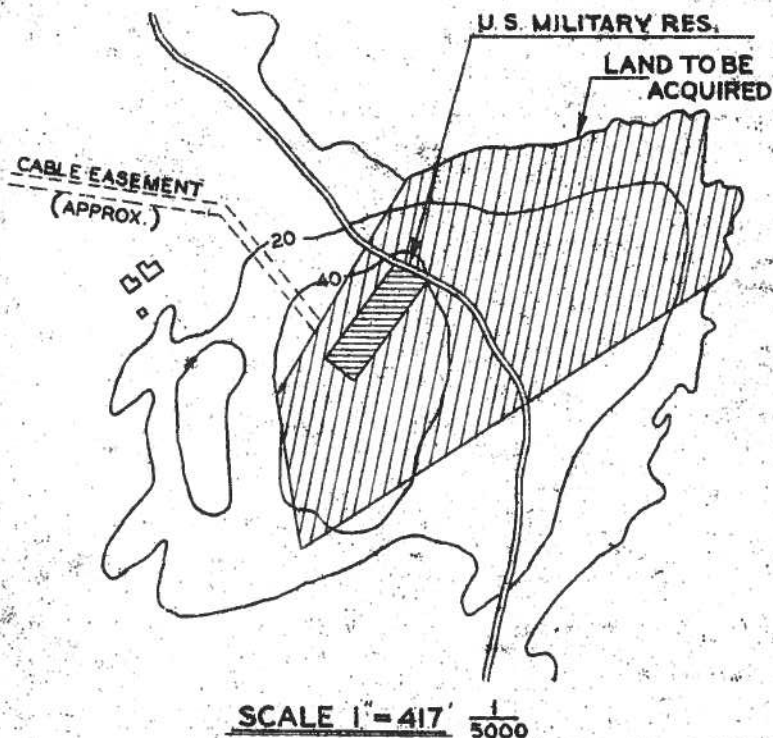 U.S. MILITARY RES.
LAND TO BE
ACQUIRED
CABLE EASEMENT
(APPROX.)
20
40
SCALE 1"=417' 1/5000